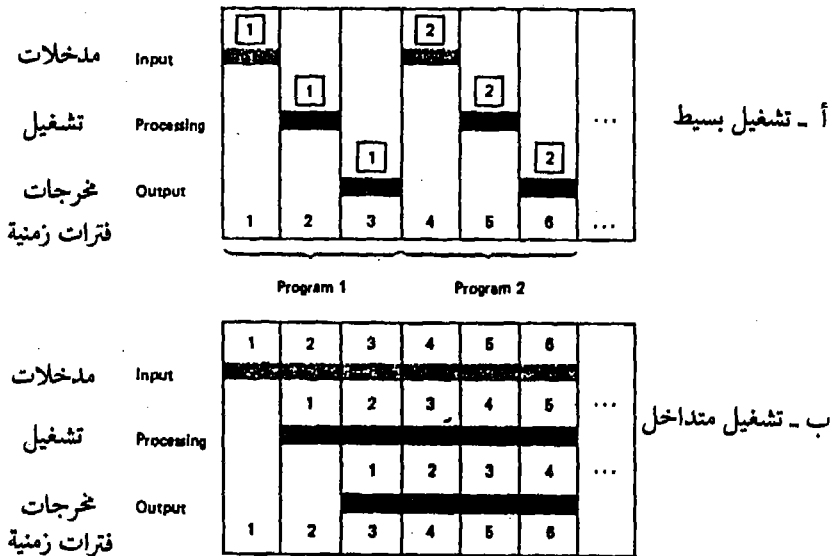 1 2
مدخلات Input
1 2
تشغيل Processing ... أ - تشغيل بسيط
1 2
مخرجات Output
فترات زمنية 1 2 3 4 5 6 ...
Program 1 Program 2
1 2 3 4 5 6
مدخلات Input
1 2 3 4 5 ...
ب - تشغيل متداخل
تشغيل Processing
1 2 3 4 ...
مخرجات Output
فترات زمنية 1 2 3 4 5 6